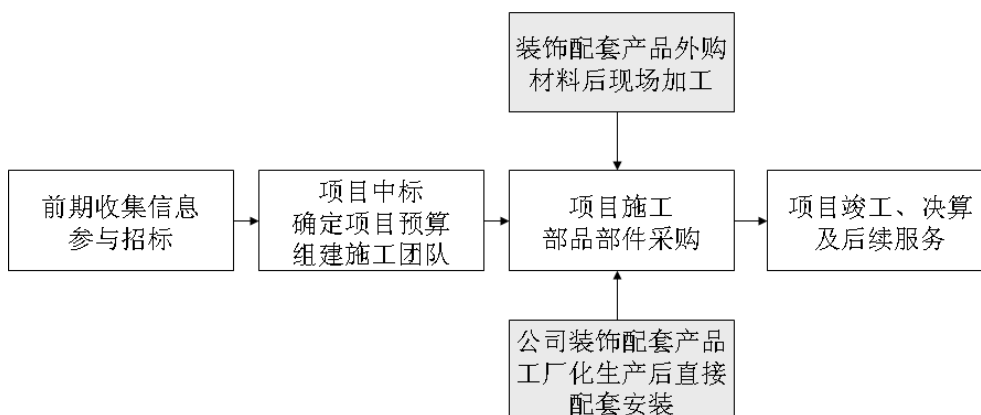 装饰配套产品外购
材料后现场加工
前期收集信息
参与招标
项目中标
确定项目预算
组建施工团队
项目施工
部品部件采购
项目竣工、决算
及后续服务
公司装饰配套产品
工厂化生产后直接
配套安装